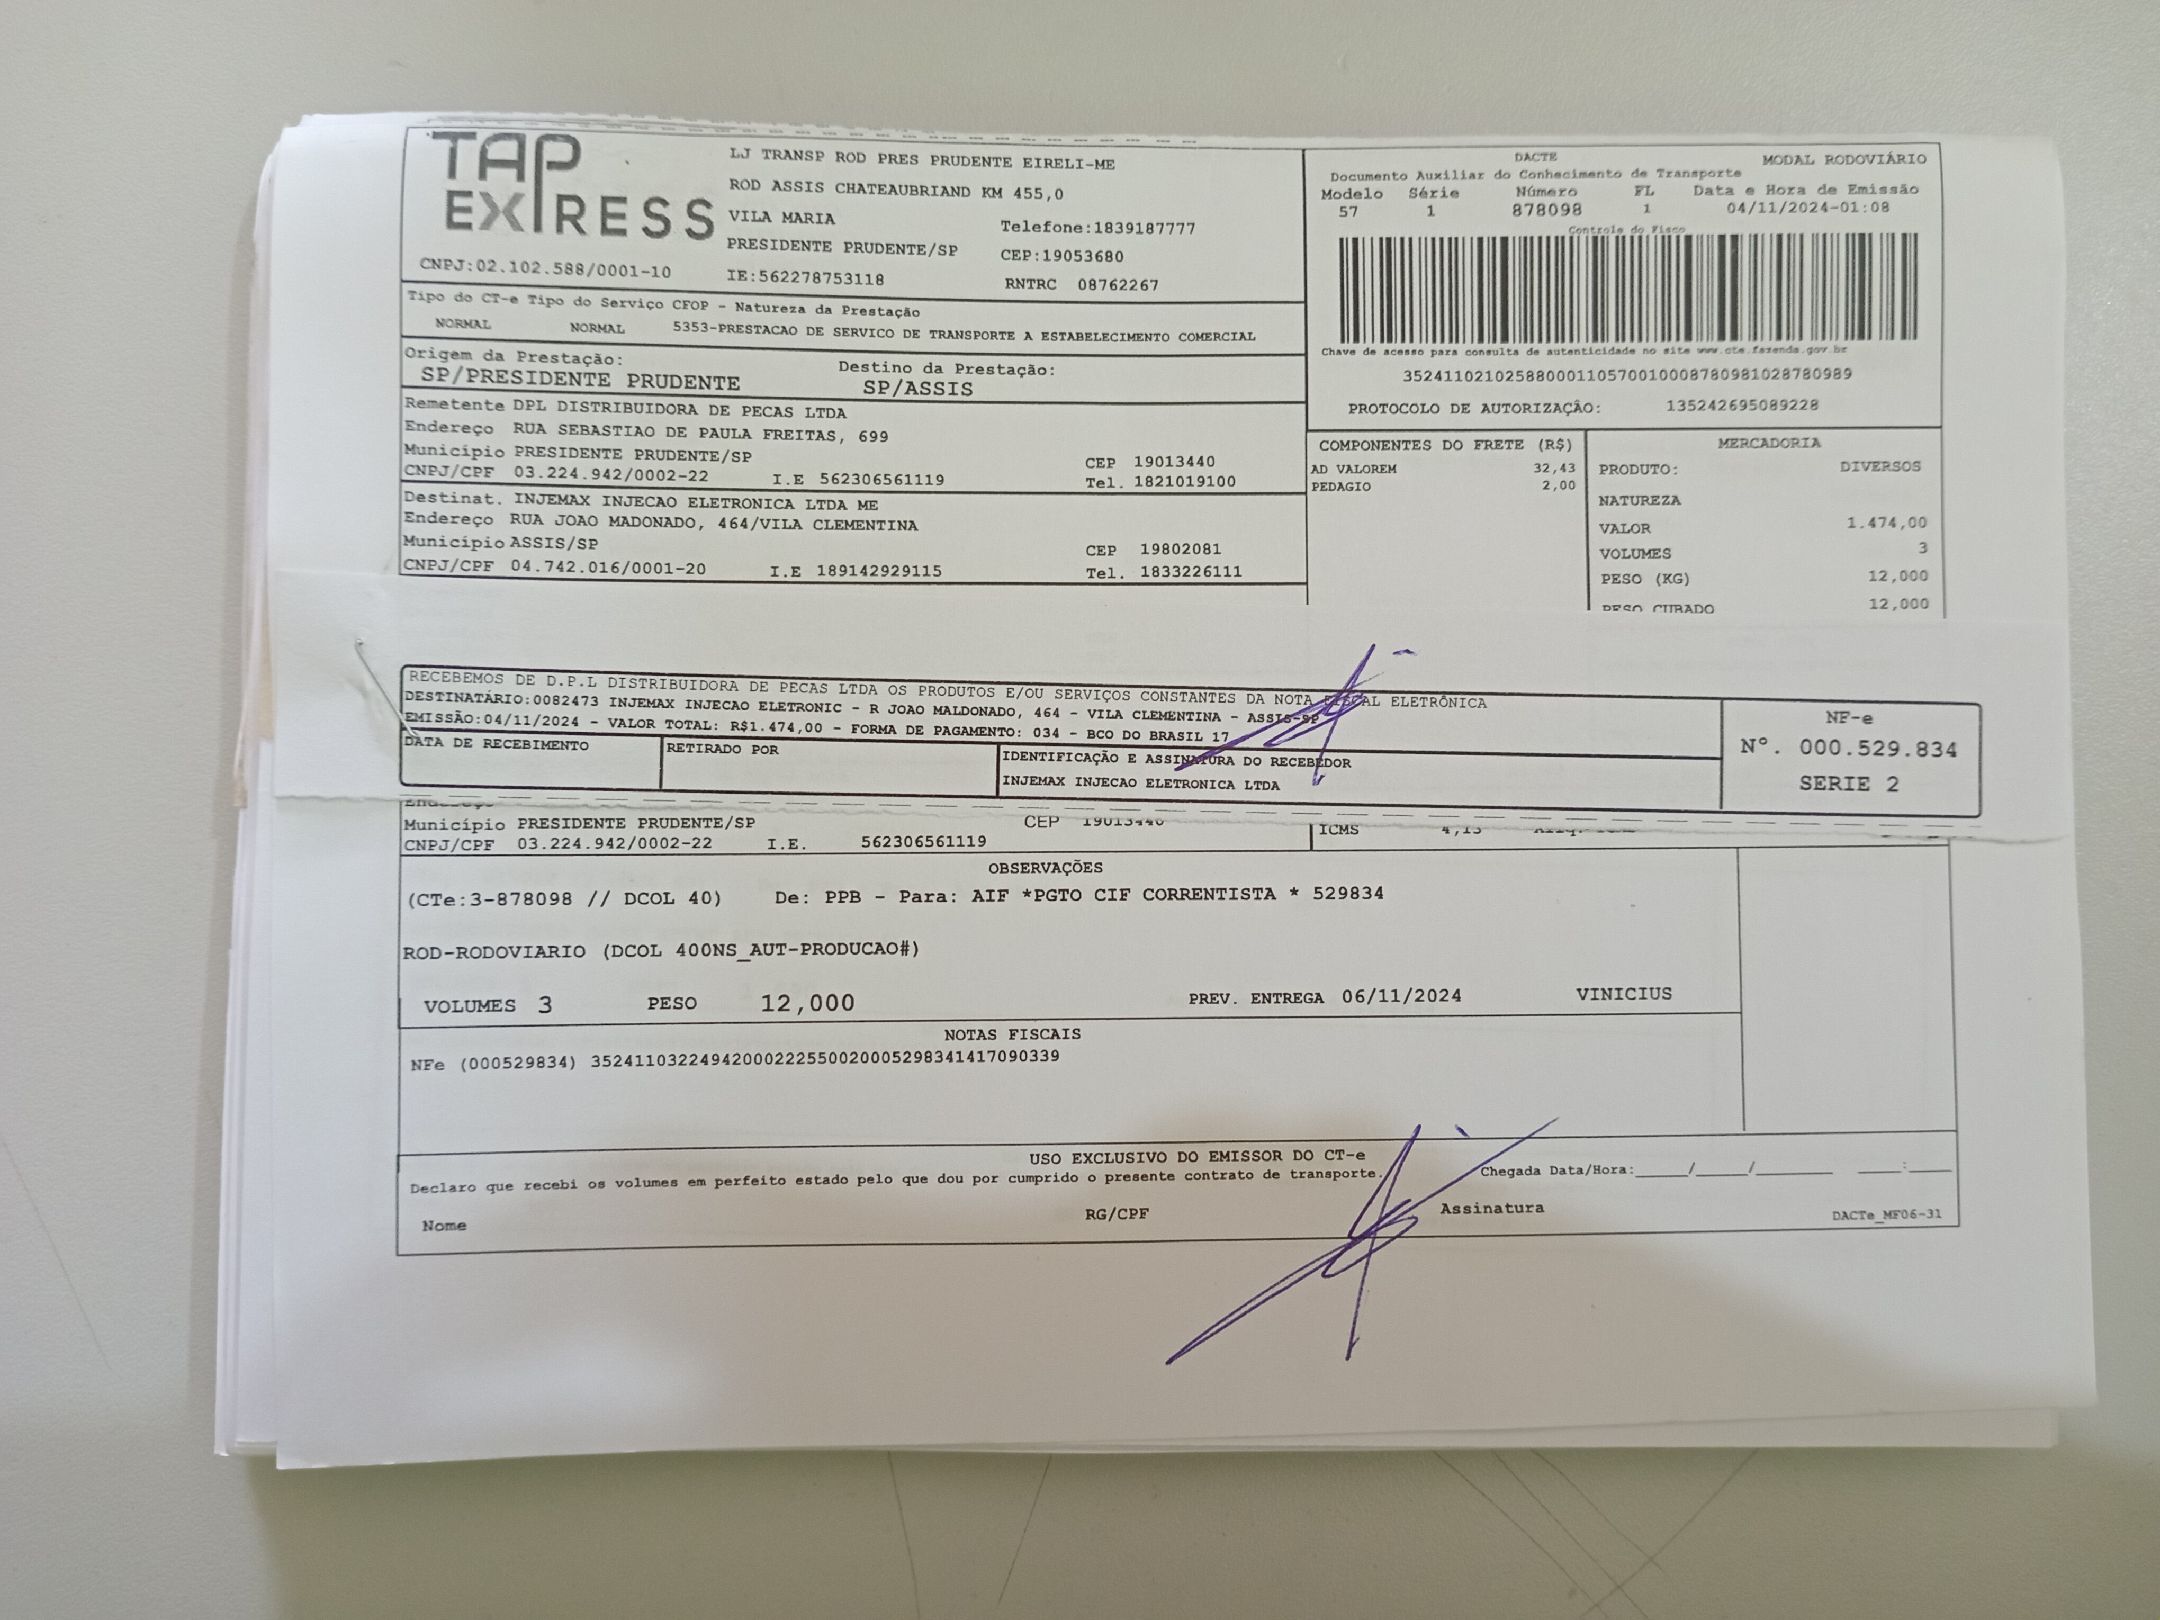 TAP EXPRESS
LJ TRANSP ROD PRES PRUDENTE EIRELI-ME
ROD ASSIS CHATEAUBRIAND KM 455,0
VILA MARIA Telefone:1839187777
PRESIDENTE PRUDENTE/SP CEP:19053680
CNPJ:02.102.588/0001-10 IE:562278753118 RNTRC 08762267
DACTE MODAL RODOVIÁRIO
Documento Auxiliar do Conhecimento de Transporte
Modelo Série Número FL Data e Hora de Emissão
57 1 878098 1 04/11/2024-01:08
Controle do Fisco
Chave de acesso para consulta de autenticidade no site www.cte.fazenda.gov.br
35241102102588000110570010008780981028780989
PROTOCOLO DE AUTORIZAÇÃO: 135242695089228
Tipo do CT-e Tipo do Serviço CFOP - Natureza da Prestação
NORMAL NORMAL 5353-PRESTACAO DE SERVICO DE TRANSPORTE A ESTABELECIMENTO COMERCIAL
Origem da Prestação: Destino da Prestação:
SP/PRESIDENTE PRUDENTE SP/ASSIS
Remetente DPL DISTRIBUIDORA DE PECAS LTDA
Endereço RUA SEBASTIAO DE PAULA FREITAS, 699
Município PRESIDENTE PRUDENTE/SP CEP 19013440
CNPJ/CPF 03.224.942/0002-22 I.E 562306561119 Tel. 1821019100
Destinat. INJEMAX INJECAO ELETRONICA LTDA ME
Endereço RUA JOAO MADONADO, 464/VILA CLEMENTINA
Município ASSIS/SP CEP 19802081
CNPJ/CPF 04.742.016/0001-20 I.E 189142929115 Tel. 1833226111
COMPONENTES DO FRETE (R$)
AD VALOREM 32,43
PEDAGIO 2,00
MERCADORIA
PRODUTO: DIVERSOS
NATUREZA
VALOR 1.474,00
VOLUMES 3
PESO (KG) 12,000
PESO CUBADO 12,000
RECEBEMOS DE D.P.L DISTRIBUIDORA DE PECAS LTDA OS PRODUTOS E/OU SERVIÇOS CONSTANTES DA NOTA FISCAL ELETRÔNICA
DESTINATÁRIO:0082473 INJEMAX INJECAO ELETRONIC - R JOAO MALDONADO, 464 - VILA CLEMENTINA - ASSIS-SP
EMISSÃO:04/11/2024 - VALOR TOTAL: R$1.474,00 - FORMA DE PAGAMENTO: 034 - BCO DO BRASIL 17
DATA DE RECEBIMENTO RETIRADO POR IDENTIFICAÇÃO E ASSINATURA DO RECEBEDOR
INJEMAX INJECAO ELETRONICA LTDA
NF-e
Nº. 000.529.834
SERIE 2
Endereço
Município PRESIDENTE PRUDENTE/SP CEP 19013440
CNPJ/CPF 03.224.942/0002-22 I.E. 562306561119
ICMS 4,13
OBSERVAÇÕES
(CTe:3-878098 // DCOL 40) De: PPB - Para: AIF *PGTO CIF CORRENTISTA * 529834
ROD-RODOVIARIO (DCOL 400NS_AUT-PRODUCAO#)
VOLUMES 3 PESO 12,000 PREV. ENTREGA 06/11/2024 VINICIUS
NOTAS FISCAIS
NFe (000529834) 35241103224942000222550020005298341417090339
USO EXCLUSIVO DO EMISSOR DO CT-e
Declaro que recebi os volumes em perfeito estado pelo que dou por cumprido o presente contrato de transporte. Chegada Data/Hora:_____/_____/_______ ____:____
Nome RG/CPF Assinatura DACTe_MF06-31